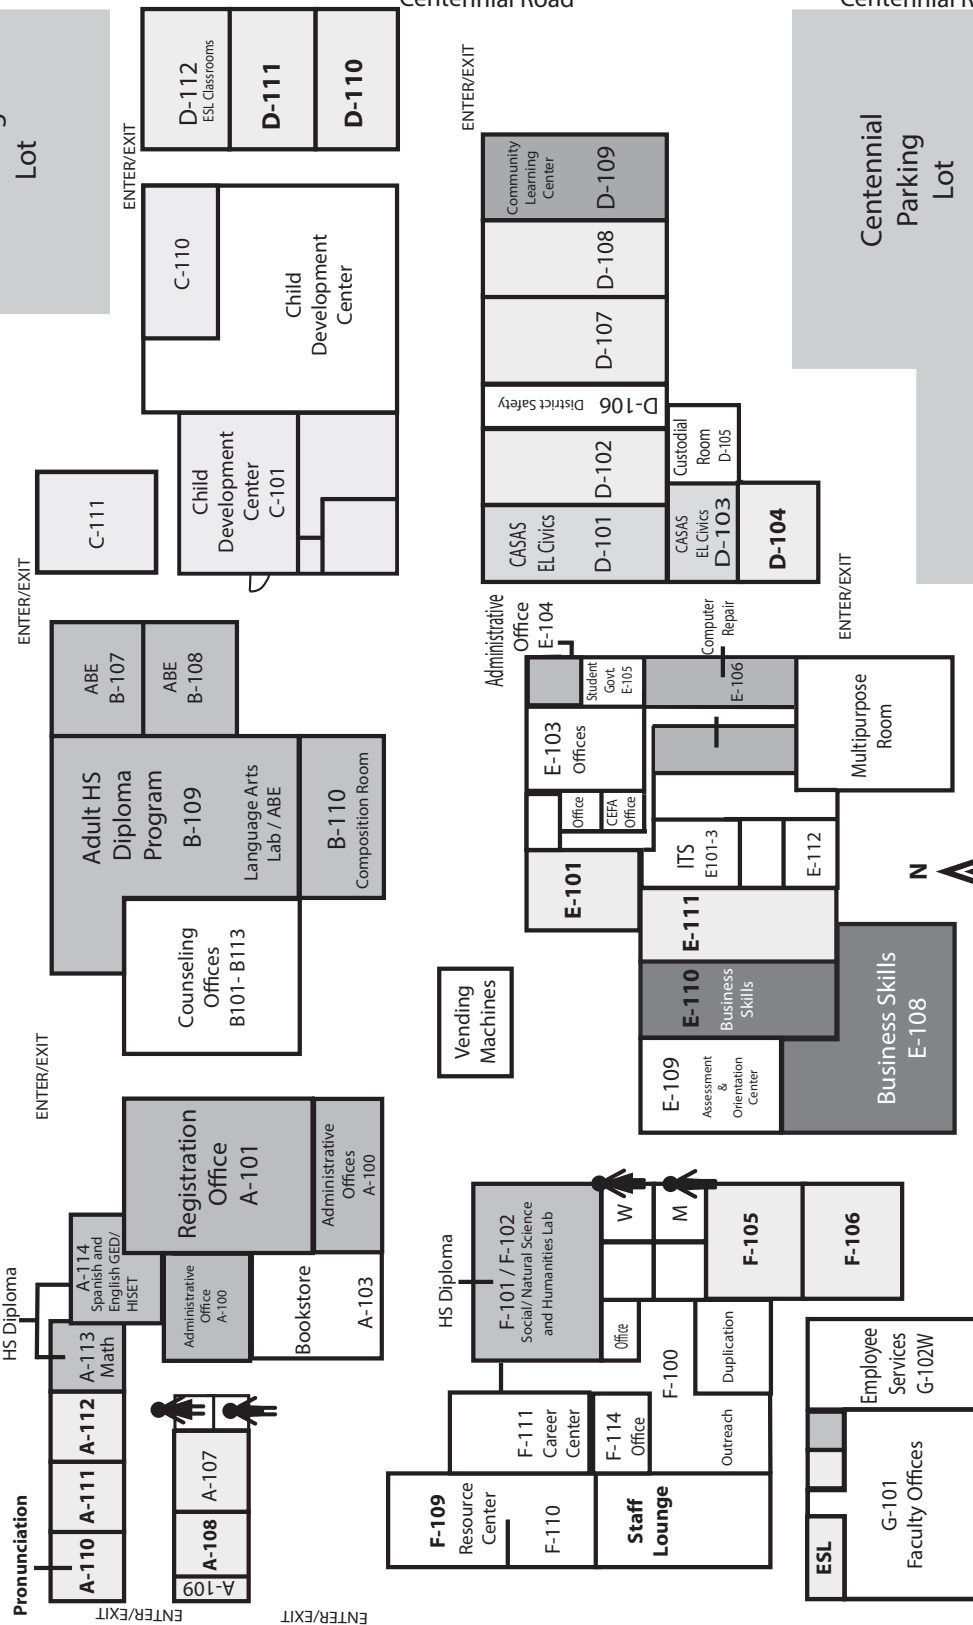 Centennial Road
Centennial R
Lot
ENTER/EXIT
D-112
ESL Classrooms
D-111
D-110
C-110
Child
Development
Center
Child
Development
Center
C-101
C-111
ENTER/EXIT
ENTER/EXIT
Community
Learning
Center
D-109
D-108
D-107
District Safety
D-106
D-102
CASAS
EL Civics
D-101
Custodial
Room
D-105
CASAS
EL Civics
D-103
D-104
ENTER/EXIT
Centennial
Parking
Lot
ABE
B-107
ABE
B-108
Adult HS
Diploma
Program
B-109
Language Arts
Lab / ABE
B-110
Composition Room
Counseling
Offices
B101- B113
ENTER/EXIT
Administrative
Office
E-104
Student
Govt.
E-105
Computer
Repair
E-106
E-103
Offices
Office
CEFA
Office
Multipurpose
Room
ITS
E101-3
E-112
E-101
E-111
E-110
Business
Skills
E-109
Assessment
&
Orientation
Center
Business Skills
E-108
N
Vending
Machines
Registration
Office
A-101
Administrative
Offices
A-100
A-114
Spanish and
English GED/
HISET
HS Diploma
A-113
Math
Administrative
Office
A-100
Bookstore
A-103
A-112
A-111
A-110
Pronunciation
A-107
A-108
A-109
ENTER/EXIT
ENTER/EXIT
HS Diploma
F-101 / F-102
Social/ Natural Science
and Humanities Lab
W
M
F-105
F-106
Office
F-100
Duplication
F-111
Career
Center
F-114
Office
Outreach
F-109
Resource
Center
F-110
Staff
Lounge
Employee
Services
G-102W
G-101
Faculty Offices
ESL